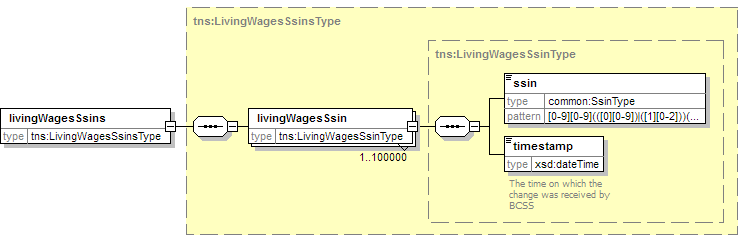 tns:LivingWagesSsinsType
tns:LivingWagesSsinType
livingWagesSsins
type tns:LivingWagesSsinsType
livingWagesSsin
type tns:LivingWagesSsinType
1..100000
ssin
type common:SsinType
pattern [0-9][0-9](([0][0-9])|([1][0-2]))(...
timestamp
type xsd:dateTime
The time on which the
change was received by
BCSS